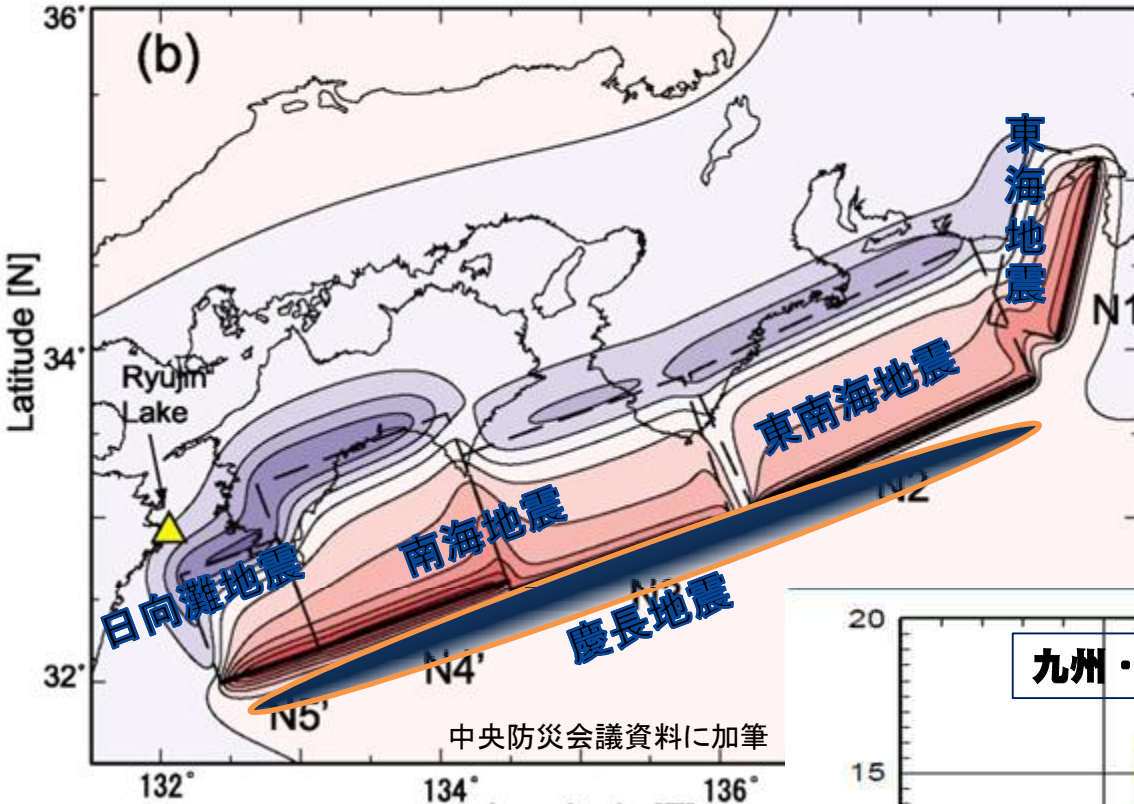 36°
(b)
東海地震
Latitude [N]
N1
34°
Ryujin
Lake
東南海地震
N2
南海地震
日向灘地震
慶長地震
20
九州・
32°
N4'
N5'
中央防災会議資料に加筆
15
132°
134°
136°